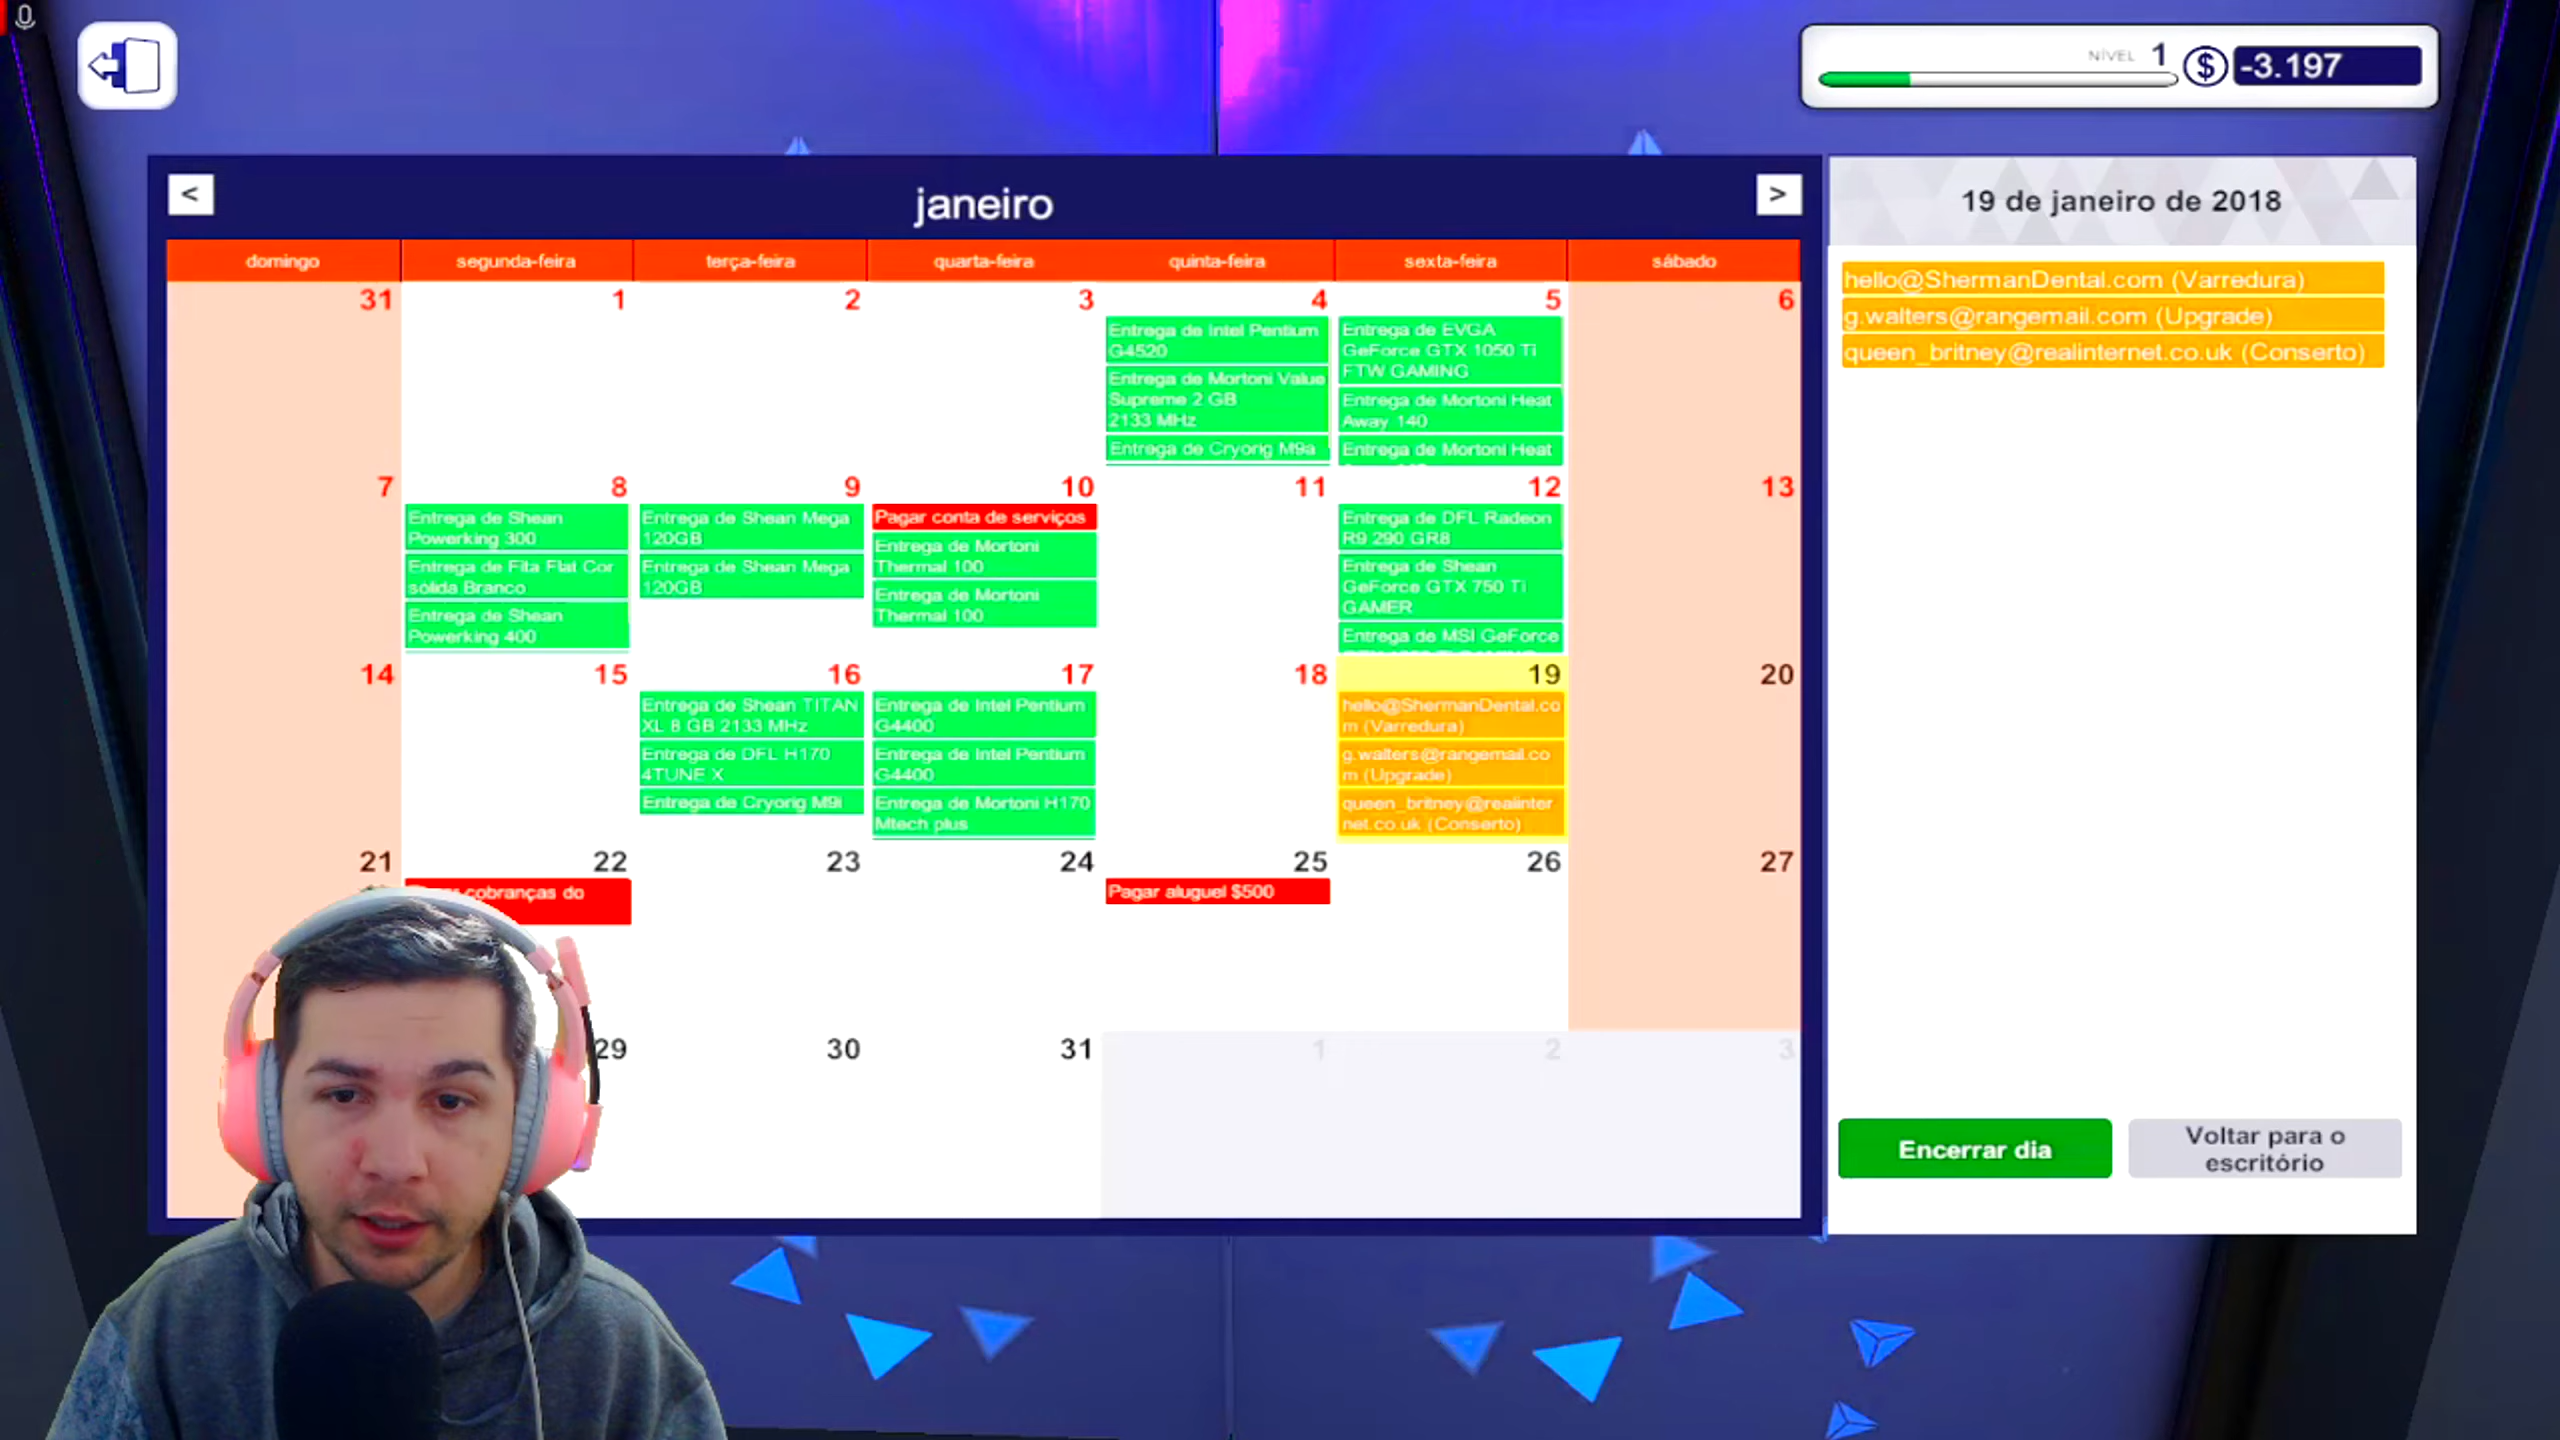 NÍVEL 1 $ -3.197
< janeiro >
19 de janeiro de 2018
domingo segunda-feira terça-feira quarta-feira quinta-feira sexta-feira sábado
hello@ShermanDental.com (Varredura)
g.walters@rangemail.com (Upgrade)
queen_britney@realinternet.co.uk (Conserto)
31 1 2 3 4 5 6
Entrega de Intel Pentium
G4520
Entrega de Mortoni Value
Supreme 2 GB
2133 MHz
Entrega de Cryorig M9a
Entrega de EVGA
GeForce GTX 1050 Ti
FTW GAMING
Entrega de Mortoni Heat
Away 140
Entrega de Mortoni Heat
7 8 9 10 11 12 13
Entrega de Shean
Powerking 300
Entrega de Fita Flat Cor
sólida Branco
Entrega de Shean
Powerking 400
Entrega de Shean Mega
120GB
Entrega de Shean Mega
120GB
Pagar conta de serviços
Entrega de Mortoni
Thermal 100
Entrega de Mortoni
Thermal 100
Entrega de DFL Radeon
R9 290 GR8
Entrega de Shean
GeForce GTX 750 Ti
GAMER
Entrega de MSI GeForce
14 15 16 17 18 19 20
Entrega de Shean TITAN
XL 8 GB 2133 MHz
Entrega de DFL H170
4TUNE X
Entrega de Cryorig M9i
Entrega de Intel Pentium
G4400
Entrega de Intel Pentium
G4400
Entrega de Mortoni H170
Mtech plus
hello@ShermanDental.co
m (Varredura)
g.walters@rangemail.co
m (Upgrade)
queen_britney@realinter
net.co.uk (Conserto)
21 22 23 24 25 26 27
cobranças do
Pagar aluguel $500
29 30 31 1 2 3
Encerrar dia
Voltar para o
escritório